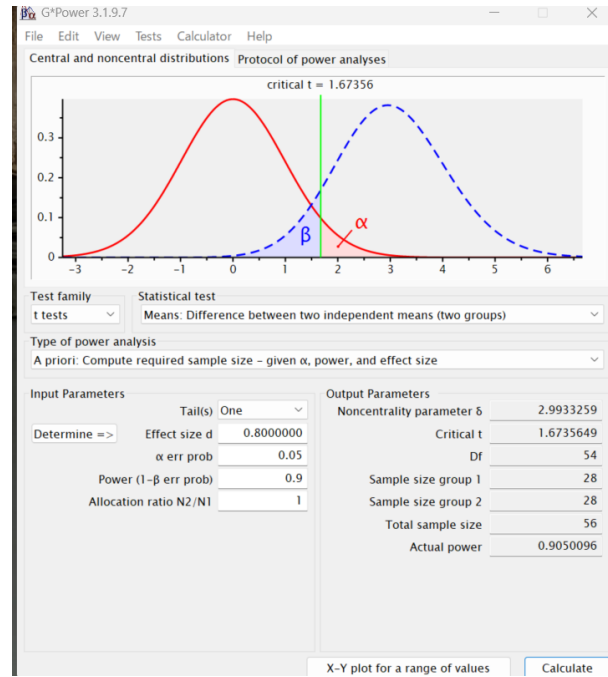 βα G*Power 3.1.9.7
File Edit View Tests Calculator Help
Central and noncentral distributions Protocol of power analyses
critical t = 1.67356
0.3
0.2
0.1
0
β
α
-3 -2 -1 0 1 2 3 4 5 6
Test family Statistical test
t tests Means: Difference between two independent means (two groups)
Type of power analysis
A priori: Compute required sample size – given α, power, and effect size
Input Parameters Output Parameters
Tail(s) One Noncentrality parameter δ 2.9933259
Determine => Effect size d 0.8000000 Critical t 1.6735649
α err prob 0.05 Df 54
Power (1-β err prob) 0.9 Sample size group 1 28
Allocation ratio N2/N1 1 Sample size group 2 28
Total sample size 56
Actual power 0.9050096
X-Y plot for a range of values Calculate